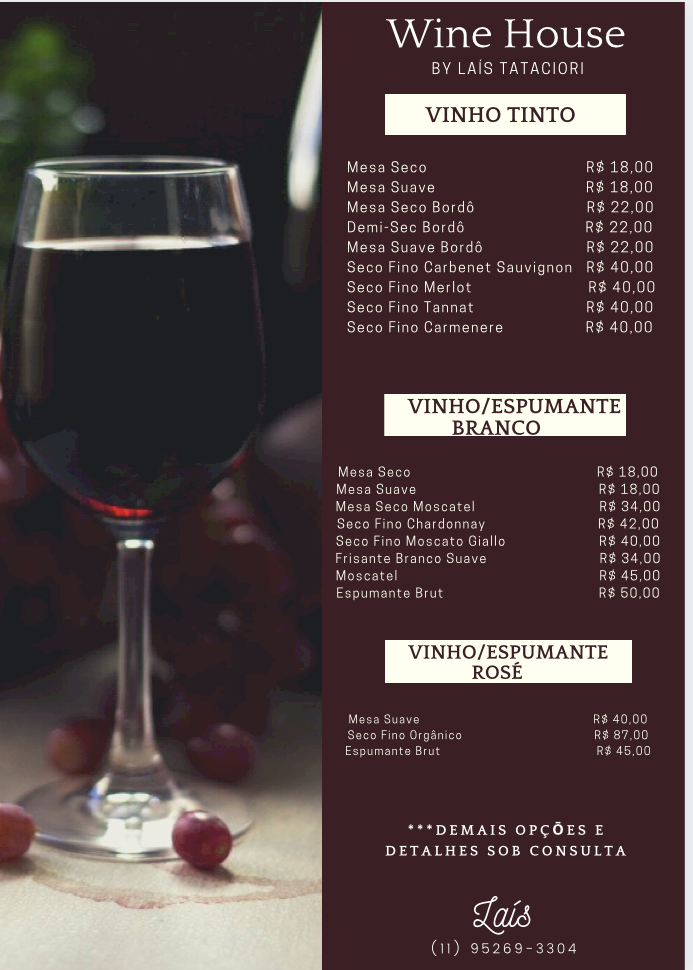 Wine House
BY LAÍS TATACIORI
VINHO TINTO
Mesa Seco R$ 18,00
Mesa Suave R$ 18,00
Mesa Seco Bordô R$ 22,00
Demi-Sec Bordô R$ 22,00
Mesa Suave Bordô R$ 22,00
Seco Fino Carbenet Sauvignon R$ 40,00
Seco Fino Merlot R$ 40,00
Seco Fino Tannat R$ 40,00
Seco Fino Carmenere R$ 40,00
VINHO/ESPUMANTE
BRANCO
Mesa Seco R$ 18,00
Mesa Suave R$ 18,00
Mesa Seco Moscatel R$ 34,00
Seco Fino Chardonnay R$ 42,00
Seco Fino Moscato Giallo R$ 40,00
Frisante Branco Suave R$ 34,00
Moscatel R$ 45,00
Espumante Brut R$ 50,00
VINHO/ESPUMANTE
ROSÉ
Mesa Suave R$ 40,00
Seco Fino Orgânico R$ 87,00
Espumante Brut R$ 45,00
***DEMAIS OPÇÕES E
DETALHES SOB CONSULTA
Laís
(11) 95269-3304